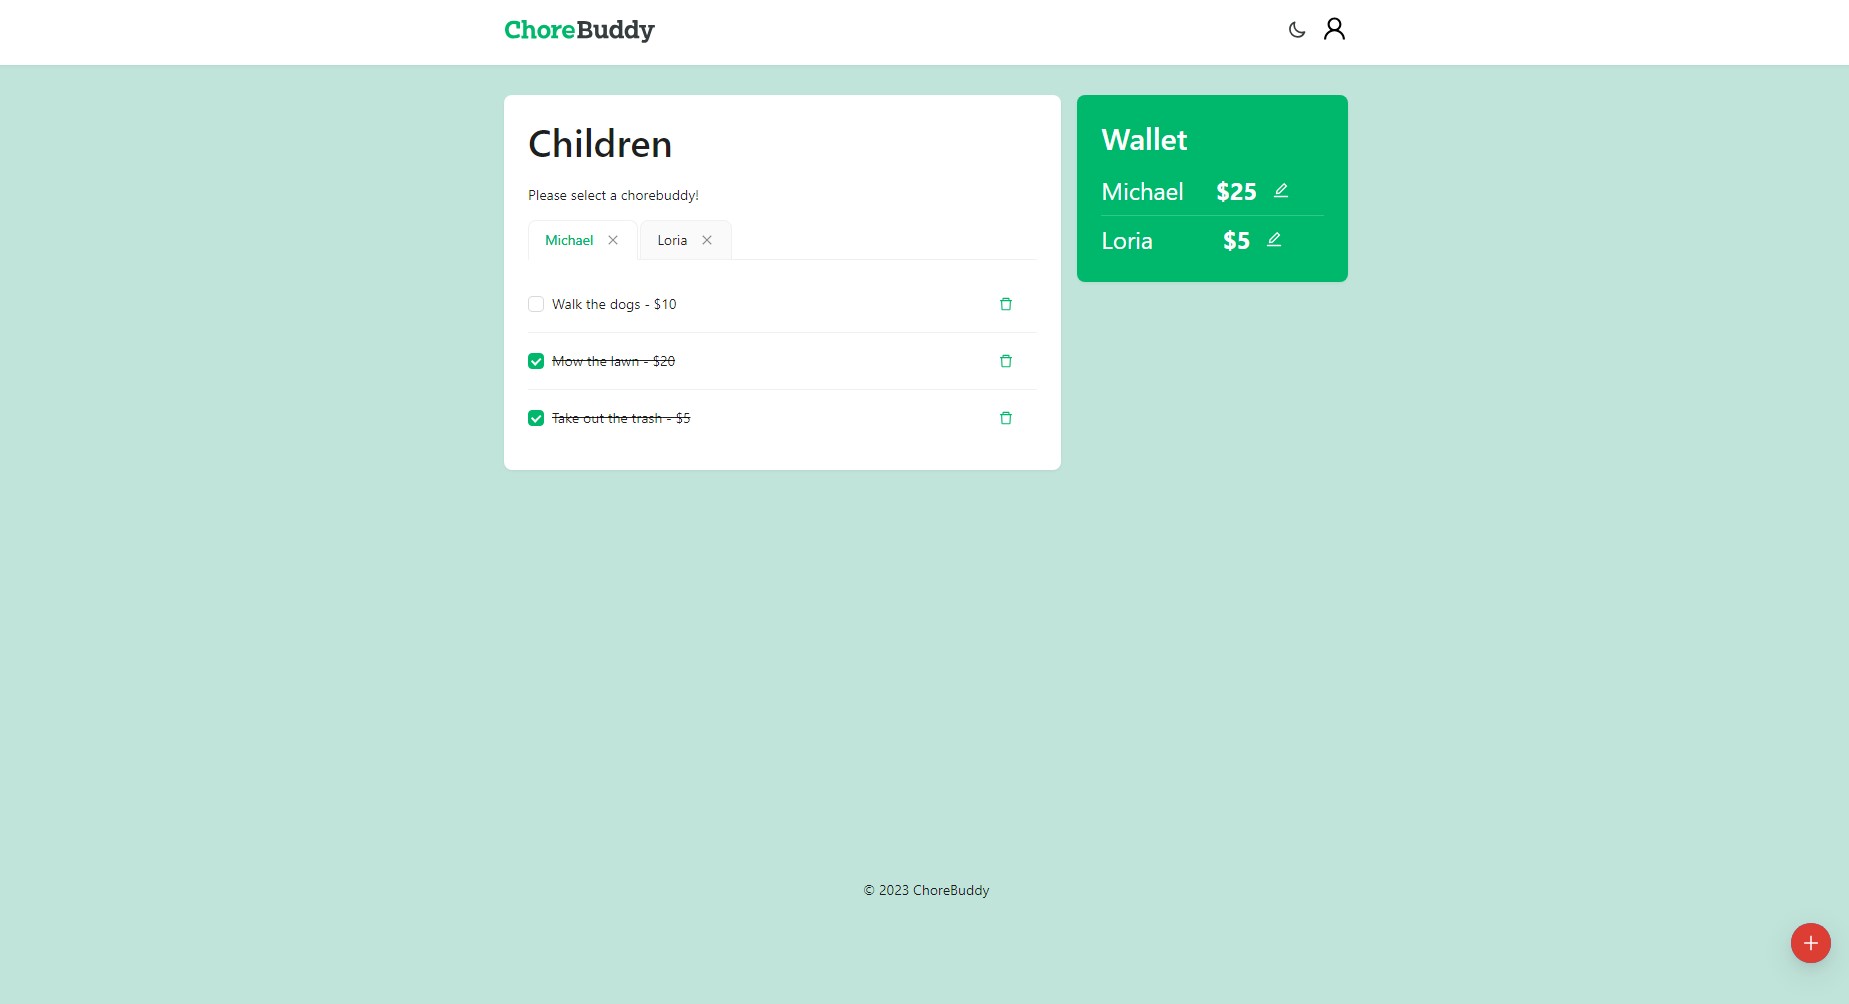 ChoreBuddy
Children
Please select a chorebuddy!
Michael
Loria
Walk the dogs - $10
Mow the lawn - $20
Take out the trash - $5
Wallet
Michael $25
Loria $5
© 2023 ChoreBuddy